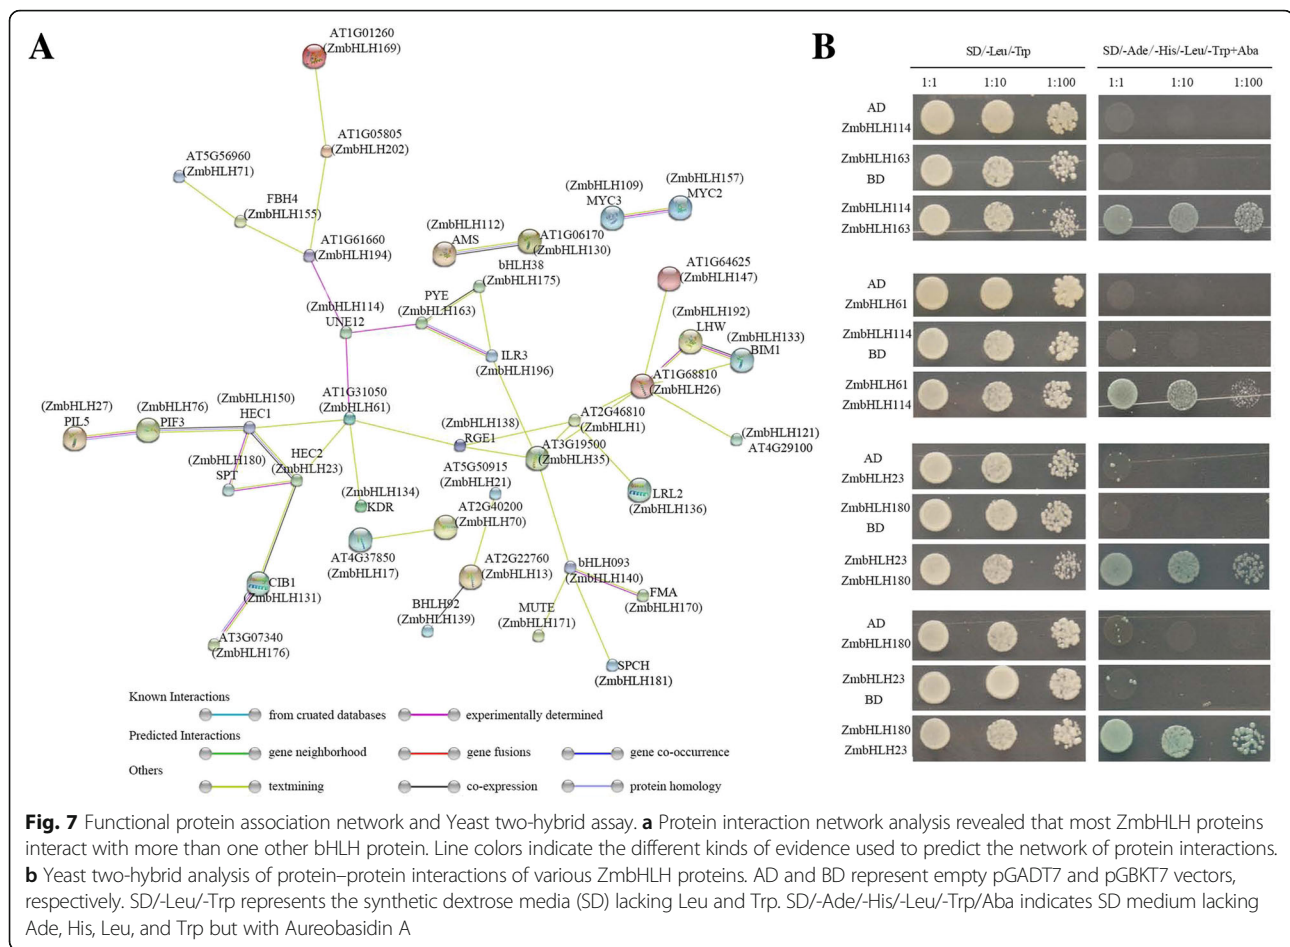 A
AT1G01260
(ZmbHLH169)
AT1G05805
(ZmbHLH202)
AT5G56960
(ZmbHLH71)
FBH4
(ZmbHLH155)
AT1G61660
(ZmbHLH194)
(ZmbHLH109)
MYC3
(ZmbHLH157)
MYC2
(ZmbHLH112)
AMS
AT1G06170
(ZmbHLH130)
bHLH38
(ZmbHLH175)
PYE
(ZmbHLH163)
(ZmbHLH114)
UNE12
ILR3
(ZmbHLH196)
AT1G64625
(ZmbHLH147)
(ZmbHLH192)
LHW
(ZmbHLH133)
BIM1
AT1G68810
(ZmbHLH26)
AT1G31050
(ZmbHLH61)
(ZmbHLH150)
HEC1
(ZmbHLH76)
PIF3
(ZmbHLH27)
PIL5
(ZmbHLH138)
RGE1
AT2G46810
(ZmbHLH1)
(ZmbHLH121)
AT4G29100
AT3G19500
(ZmbHLH35)
HEC2
(ZmbHLH23)
(ZmbHLH180)
SPT
AT5G50915
(ZmbHLH21)
(ZmbHLH134)
KDR
LRL2
(ZmbHLH136)
AT2G40200
(ZmbHLH70)
AT4G37850
(ZmbHLH17)
AT2G22760
(ZmbHLH13)
bHLH093
(ZmbHLH140)
CIB1
(ZmbHLH131)
BHLH92
(ZmbHLH139)
MUTE
(ZmbHLH171)
FMA
(ZmbHLH170)
AT3G07340
(ZmbHLH176)
SPCH
(ZmbHLH181)
Known Interactions
from cruated databases
experimentally determined
Predicted Interactions
gene neighborhood
gene fusions
gene co-occurrence
Others
textmining
co-expression
protein homology
B
SD/-Leu/-Trp
SD/-Ade/-His/-Leu/-Trp+Aba
1:1 1:10 1:100 1:1 1:10 1:100
AD
ZmbHLH114
ZmbHLH163
BD
ZmbHLH114
ZmbHLH163
AD
ZmbHLH61
ZmbHLH114
BD
ZmbHLH61
ZmbHLH114
AD
ZmbHLH23
ZmbHLH180
BD
ZmbHLH23
ZmbHLH180
AD
ZmbHLH180
ZmbHLH23
BD
ZmbHLH180
ZmbHLH23
Fig. 7 Functional protein association network and Yeast two-hybrid assay. a Protein interaction network analysis revealed that most ZmbHLH proteins
interact with more than one other bHLH protein. Line colors indicate the different kinds of evidence used to predict the network of protein interactions.
b Yeast two-hybrid analysis of protein–protein interactions of various ZmbHLH proteins. AD and BD represent empty pGADT7 and pGBKT7 vectors,
respectively. SD/-Leu/-Trp represents the synthetic dextrose media (SD) lacking Leu and Trp. SD/-Ade/-His/-Leu/-Trp/Aba indicates SD medium lacking
Ade, His, Leu, and Trp but with Aureobasidin A